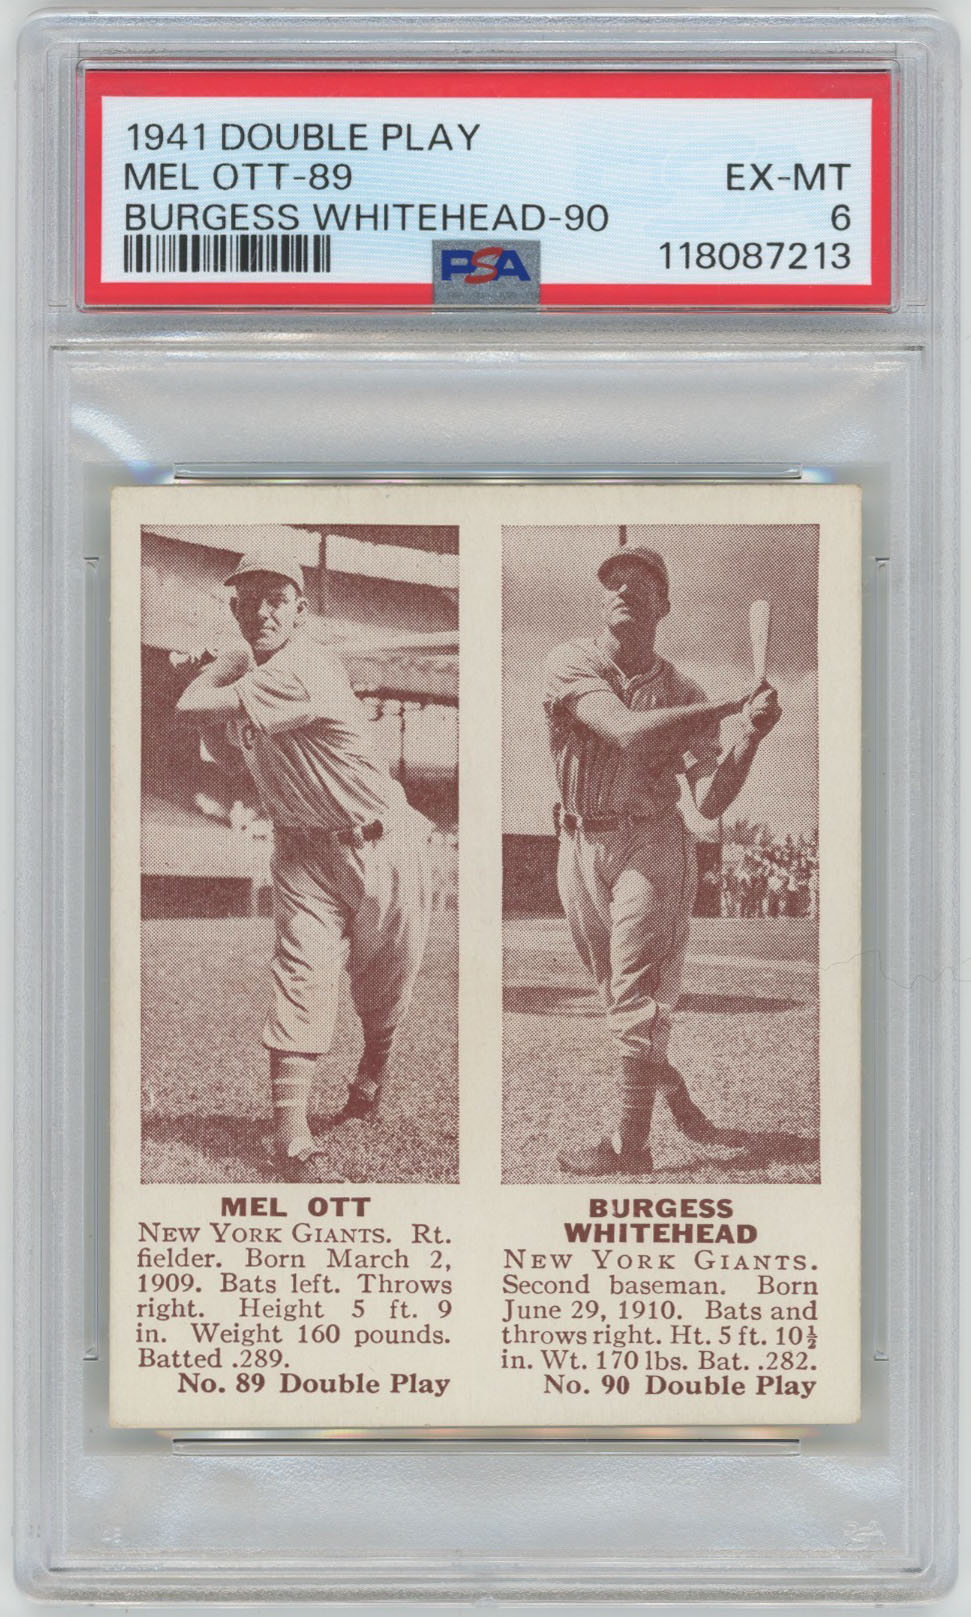 1941 DOUBLE PLAY
MEL OTT-89
BURGESS WHITEHEAD-90
EX-MT
6
118087213
PSA
MEL OTT
NEW YORK GIANTS. Rt.
fielder. Born March 2,
1909. Bats left. Throws
right. Height 5 ft. 9
in. Weight 160 pounds.
Batted .289.
No. 89 Double Play
BURGESS
WHITEHEAD
NEW YORK GIANTS.
Second baseman. Born
June 29, 1910. Bats and
throws right. Ht. 5 ft. 10½
in. Wt. 170 lbs. Bat. .282.
No. 90 Double Play